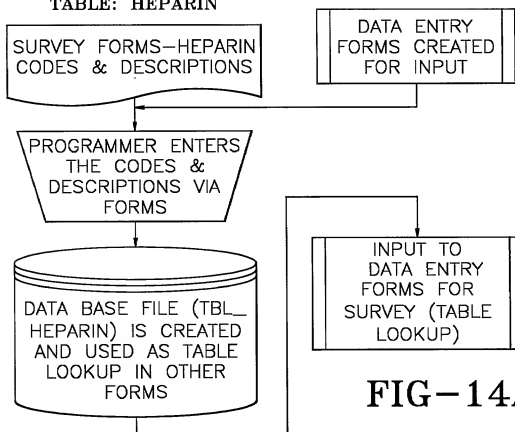 TABLE: HEPARIN
SURVEY FORMS-HEPARIN
CODES & DESCRIPTIONS
DATA ENTRY
FORMS CREATED
FOR INPUT
PROGRAMMER ENTERS
THE CODES &
DESCRIPTIONS VIA
FORMS
DATA BASE FILE (TBL_
HEPARIN) IS CREATED
AND USED AS TABLE
LOOKUP IN OTHER
FORMS
INPUT TO
DATA ENTRY
FORMS FOR
SURVEY (TABLE
LOOKUP)
FIG-14A